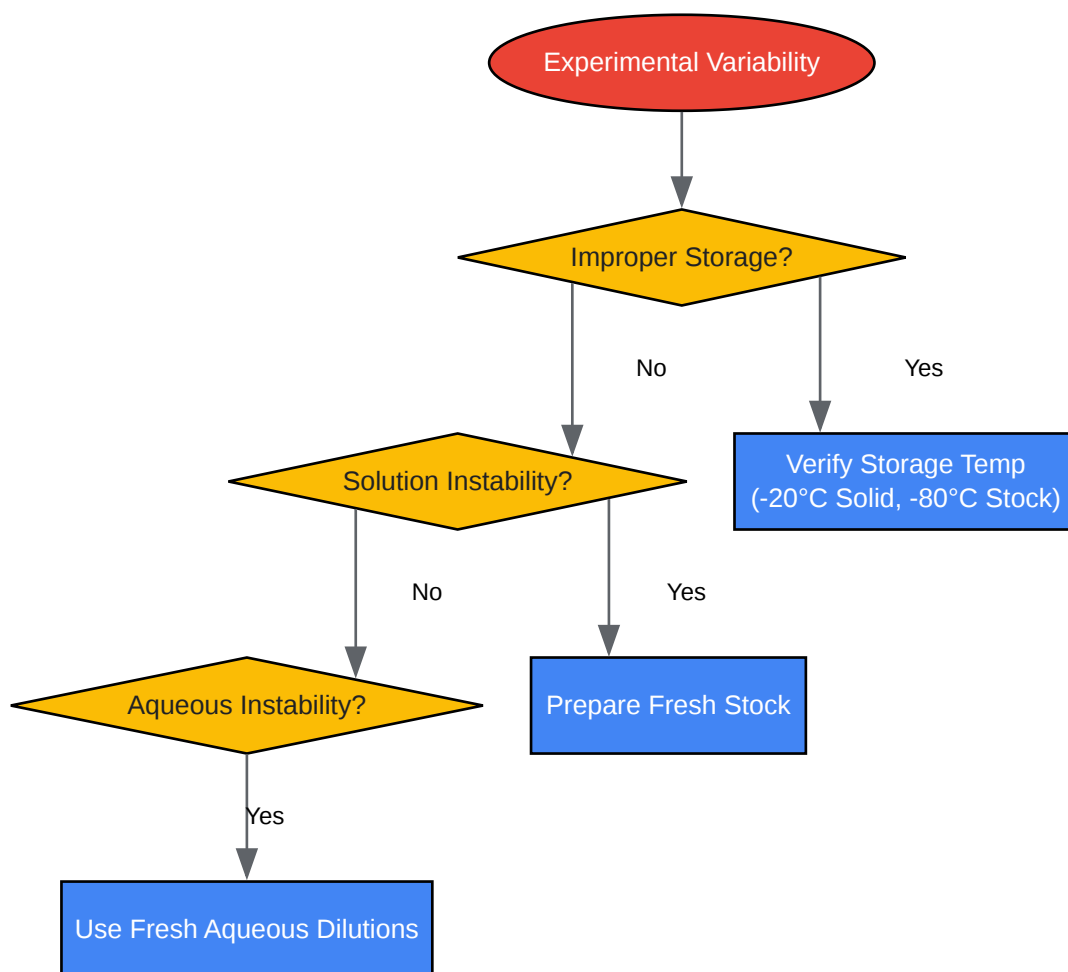 Experimental Variability
Improper Storage?
No
Yes
Verify Storage Temp
(-20°C Solid, -80°C Stock)
Solution Instability?
No
Yes
Prepare Fresh Stock
Aqueous Instability?
Yes
Use Fresh Aqueous Dilutions